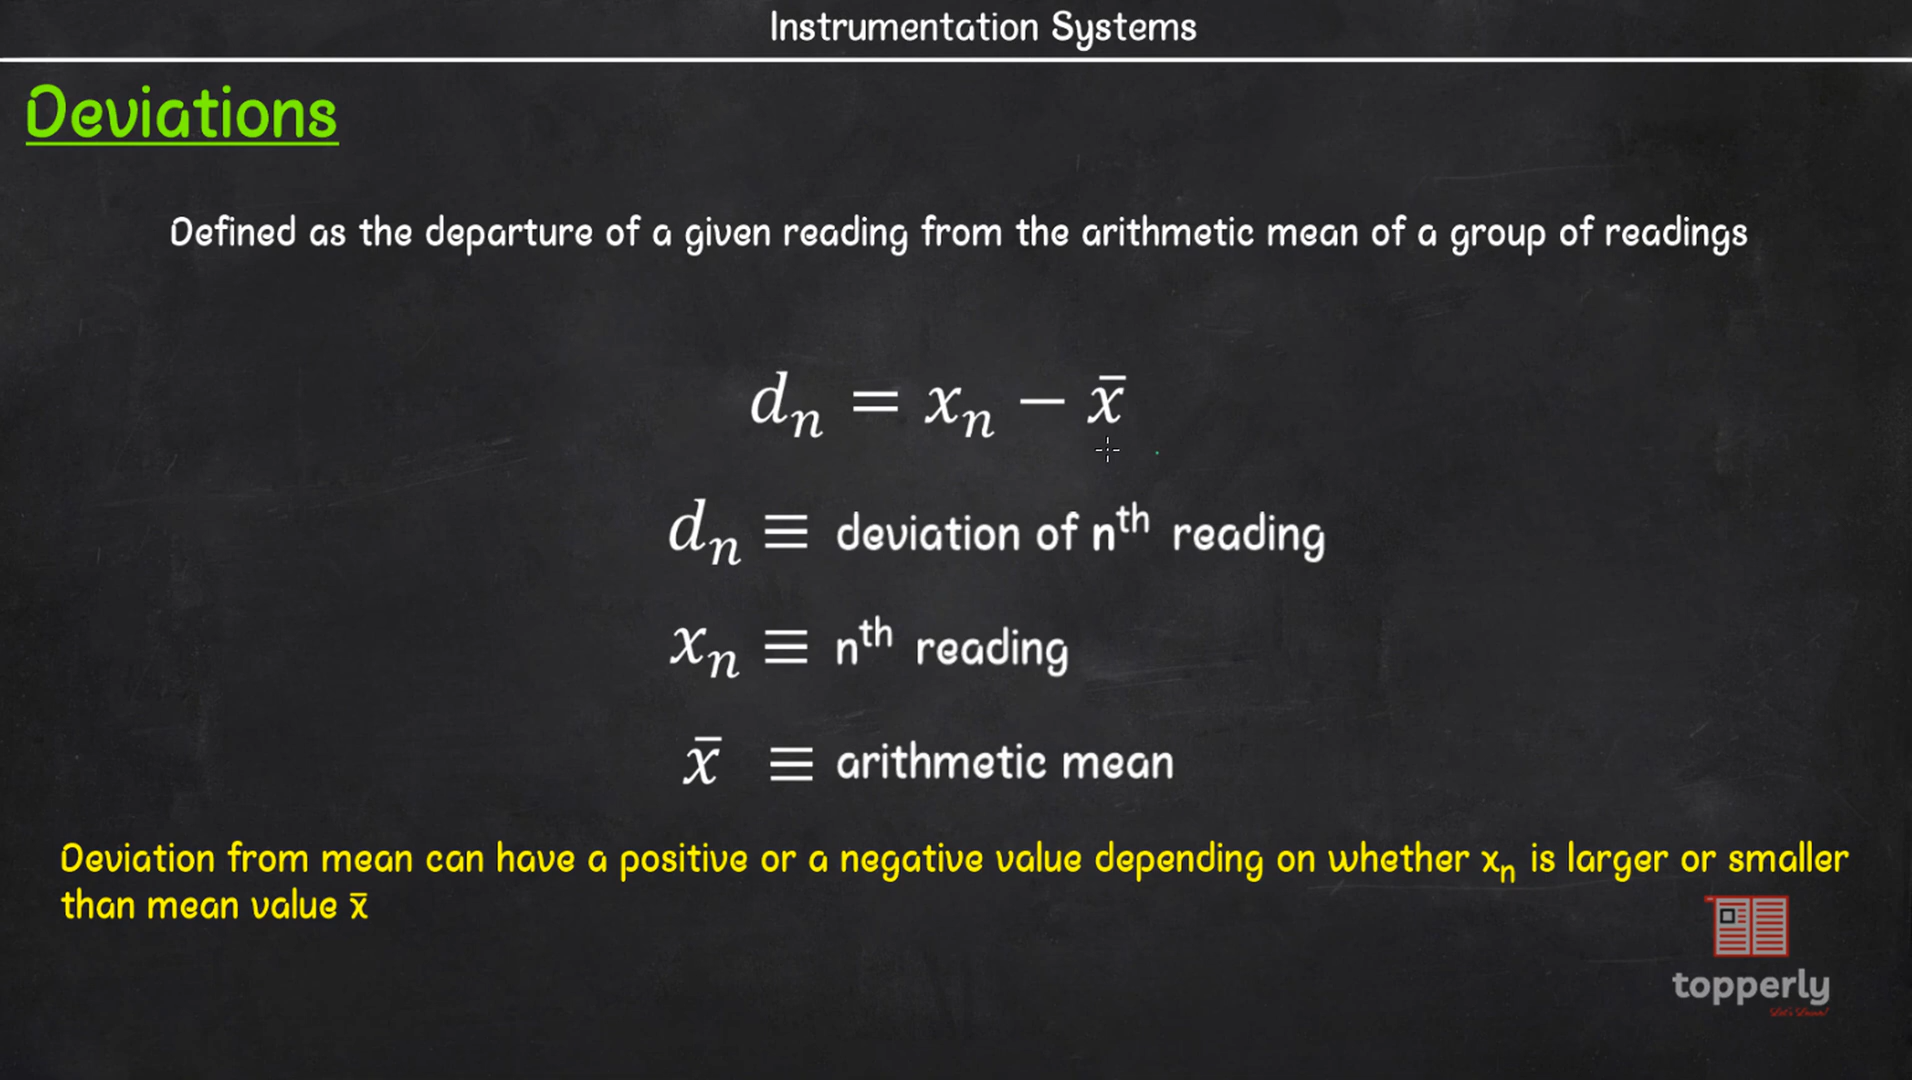 Instrumentation Systems
Deviations
Defined as the departure of a given reading from the arithmetic mean of a group of readings
dₙ = xₙ − x̄
dₙ ≡ deviation of nᵗʰ reading
xₙ ≡ nᵗʰ reading
x̄ ≡ arithmetic mean
Deviation from mean can have a positive or a negative value depending on whether xₙ is larger or smaller
than mean value x̄
topperly
Let's Learn!